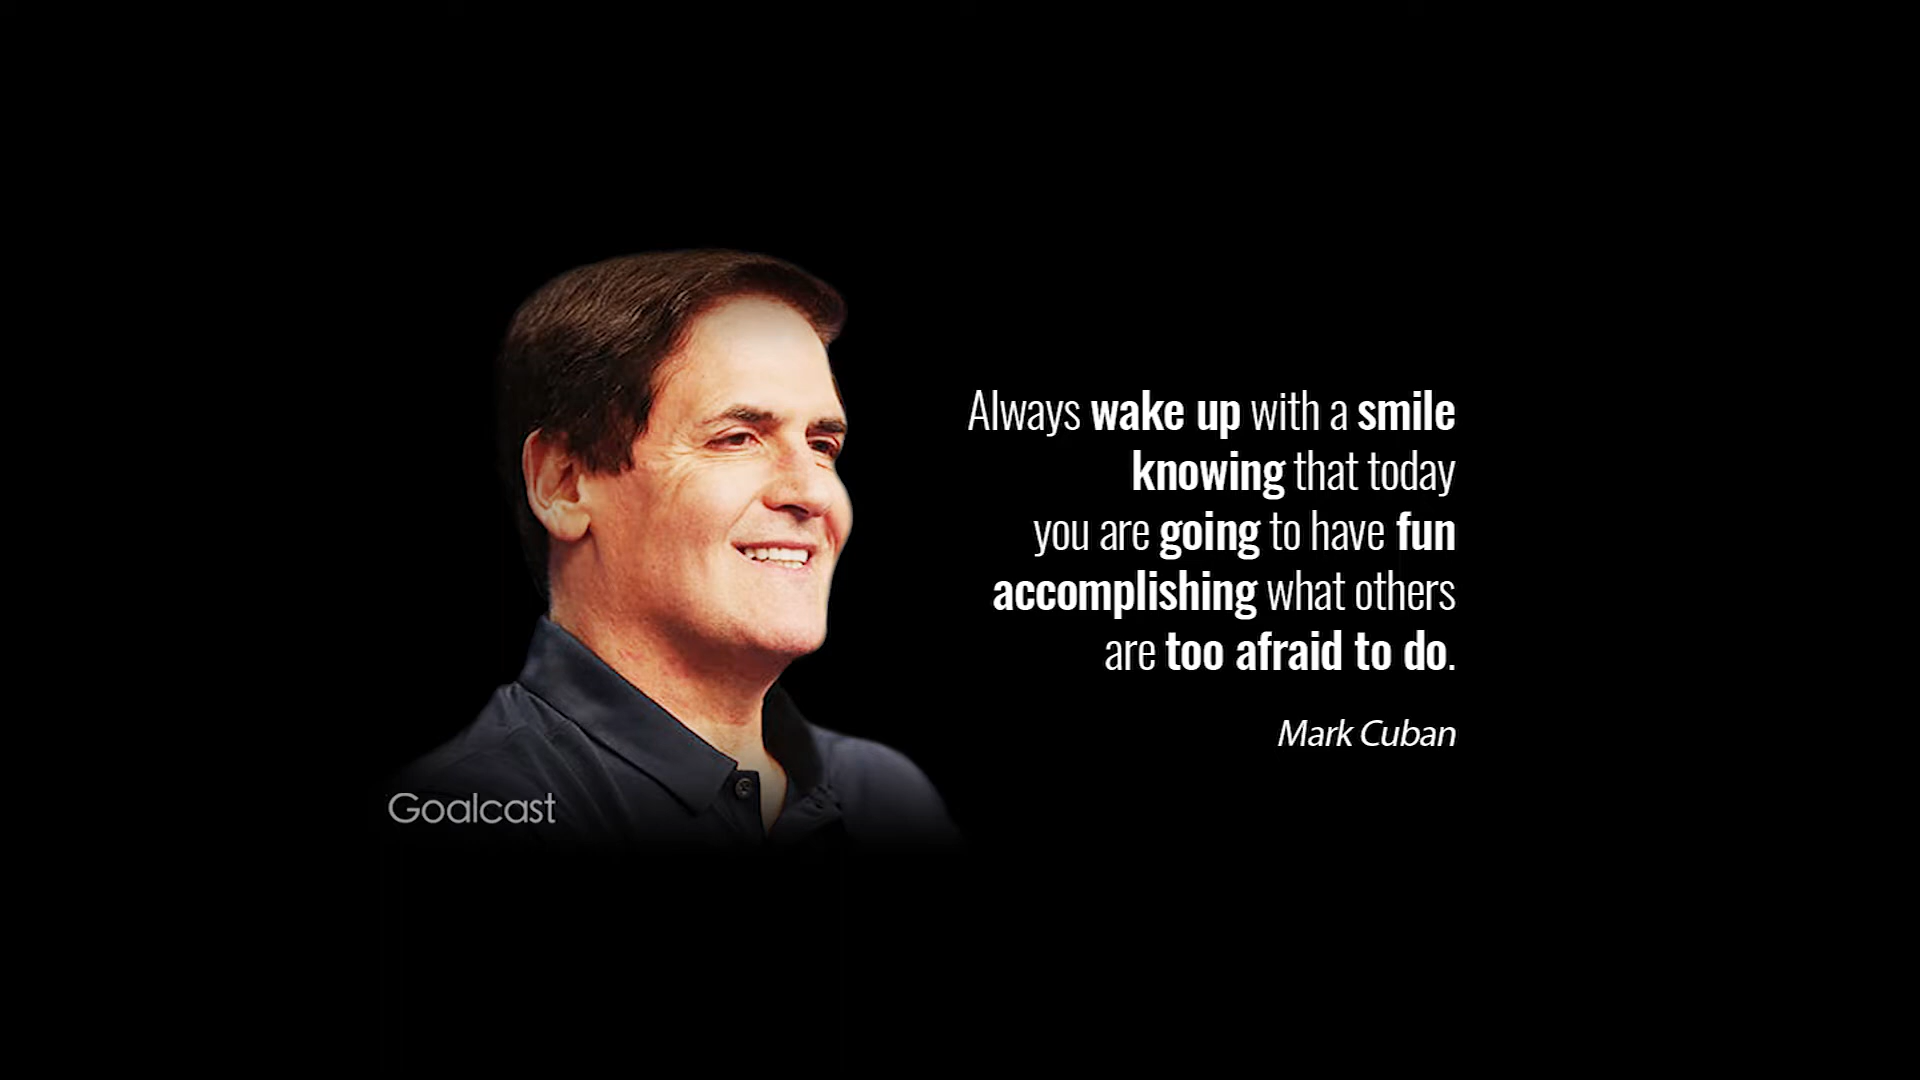 Always wake up with a smile
knowing that today
you are going to have fun
accomplishing what others
are too afraid to do.
Mark Cuban
Goalcast